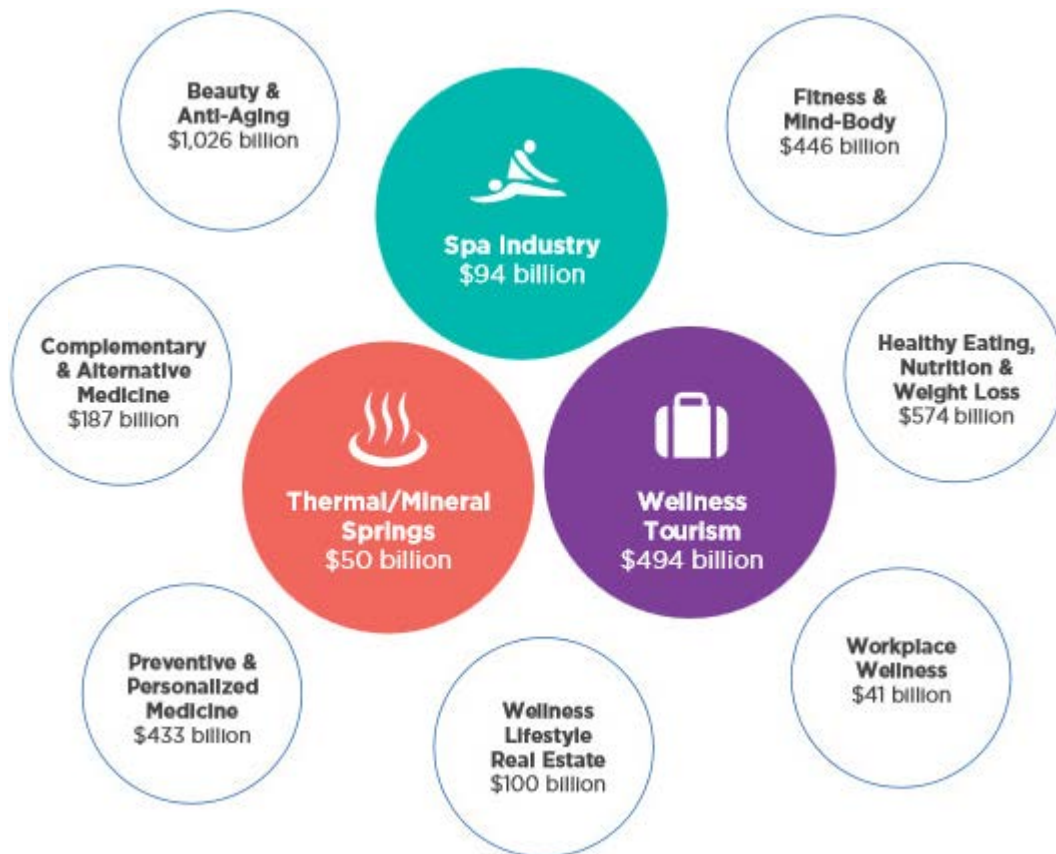 Beauty &
Anti-Aging
$1,026 billion
Fitness &
Mind-Body
$446 billion
Spa Industry
$94 billion
Complementary
& Alternative
Medicine
$187 billion
Healthy Eating,
Nutrition &
Weight Loss
$574 billion
Thermal/Mineral
Springs
$50 billion
Wellness
Tourism
$494 billion
Preventive &
Personalized
Medicine
$433 billion
Wellness
Lifestyle
Real Estate
$100 billion
Workplace
Wellness
$41 billion